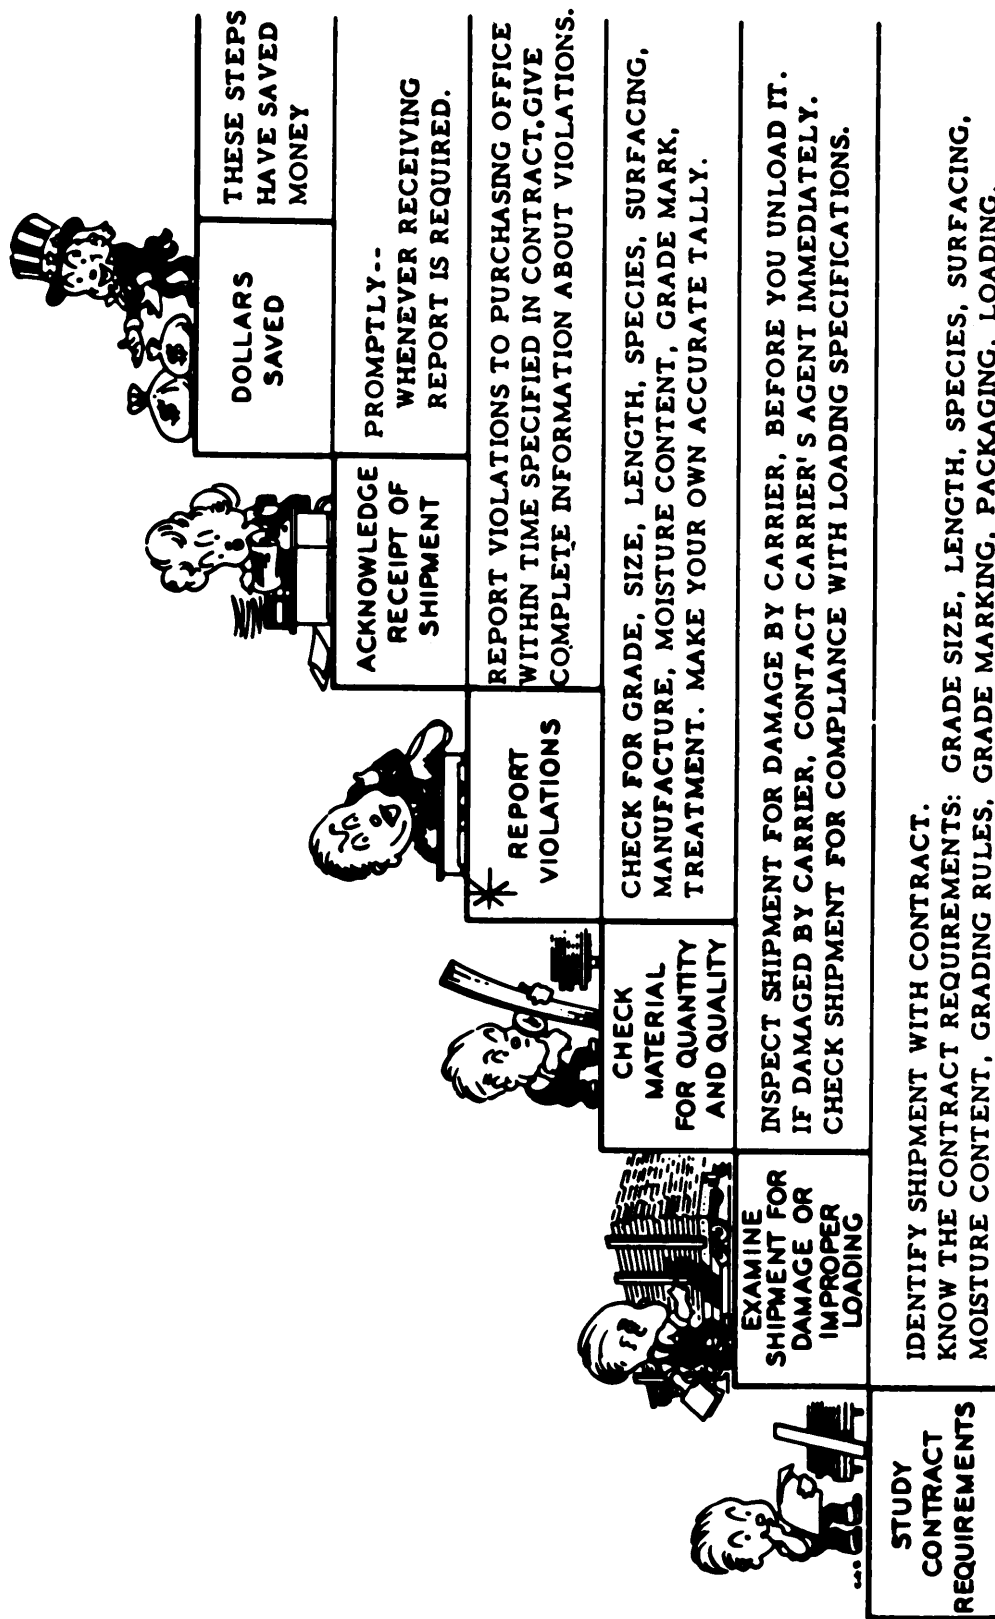 DOLLARS
SAVED
THESE STEPS
HAVE SAVED
MONEY
ACKNOWLEDGE
RECEIPT OF
SHIPMENT
PROMPTLY--
WHENEVER RECEIVING
REPORT IS REQUIRED.
REPORT
VIOLATIONS
REPORT VIOLATIONS TO PURCHASING OFFICE
WITHIN TIME SPECIFIED IN CONTRACT. GIVE
COMPLETE INFORMATION ABOUT VIOLATIONS.
CHECK
MATERIAL
FOR QUANTITY
AND QUALITY
CHECK FOR GRADE, SIZE, LENGTH, SPECIES, SURFACING,
MANUFACTURE, MOISTURE CONTENT, GRADE MARK,
TREATMENT. MAKE YOUR OWN ACCURATE TALLY.
EXAMINE
SHIPMENT FOR
DAMAGE OR
IMPROPER
LOADING
INSPECT SHIPMENT FOR DAMAGE BY CARRIER, BEFORE YOU UNLOAD IT.
IF DAMAGED BY CARRIER, CONTACT CARRIER'S AGENT IMMEDIATELY.
CHECK SHIPMENT FOR COMPLIANCE WITH LOADING SPECIFICATIONS.
STUDY
CONTRACT
REQUIREMENTS
IDENTIFY SHIPMENT WITH CONTRACT.
KNOW THE CONTRACT REQUIREMENTS: GRADE SIZE, LENGTH, SPECIES, SURFACING,
MOISTURE CONTENT, GRADING RULES, GRADE MARKING, PACKAGING, LOADING.